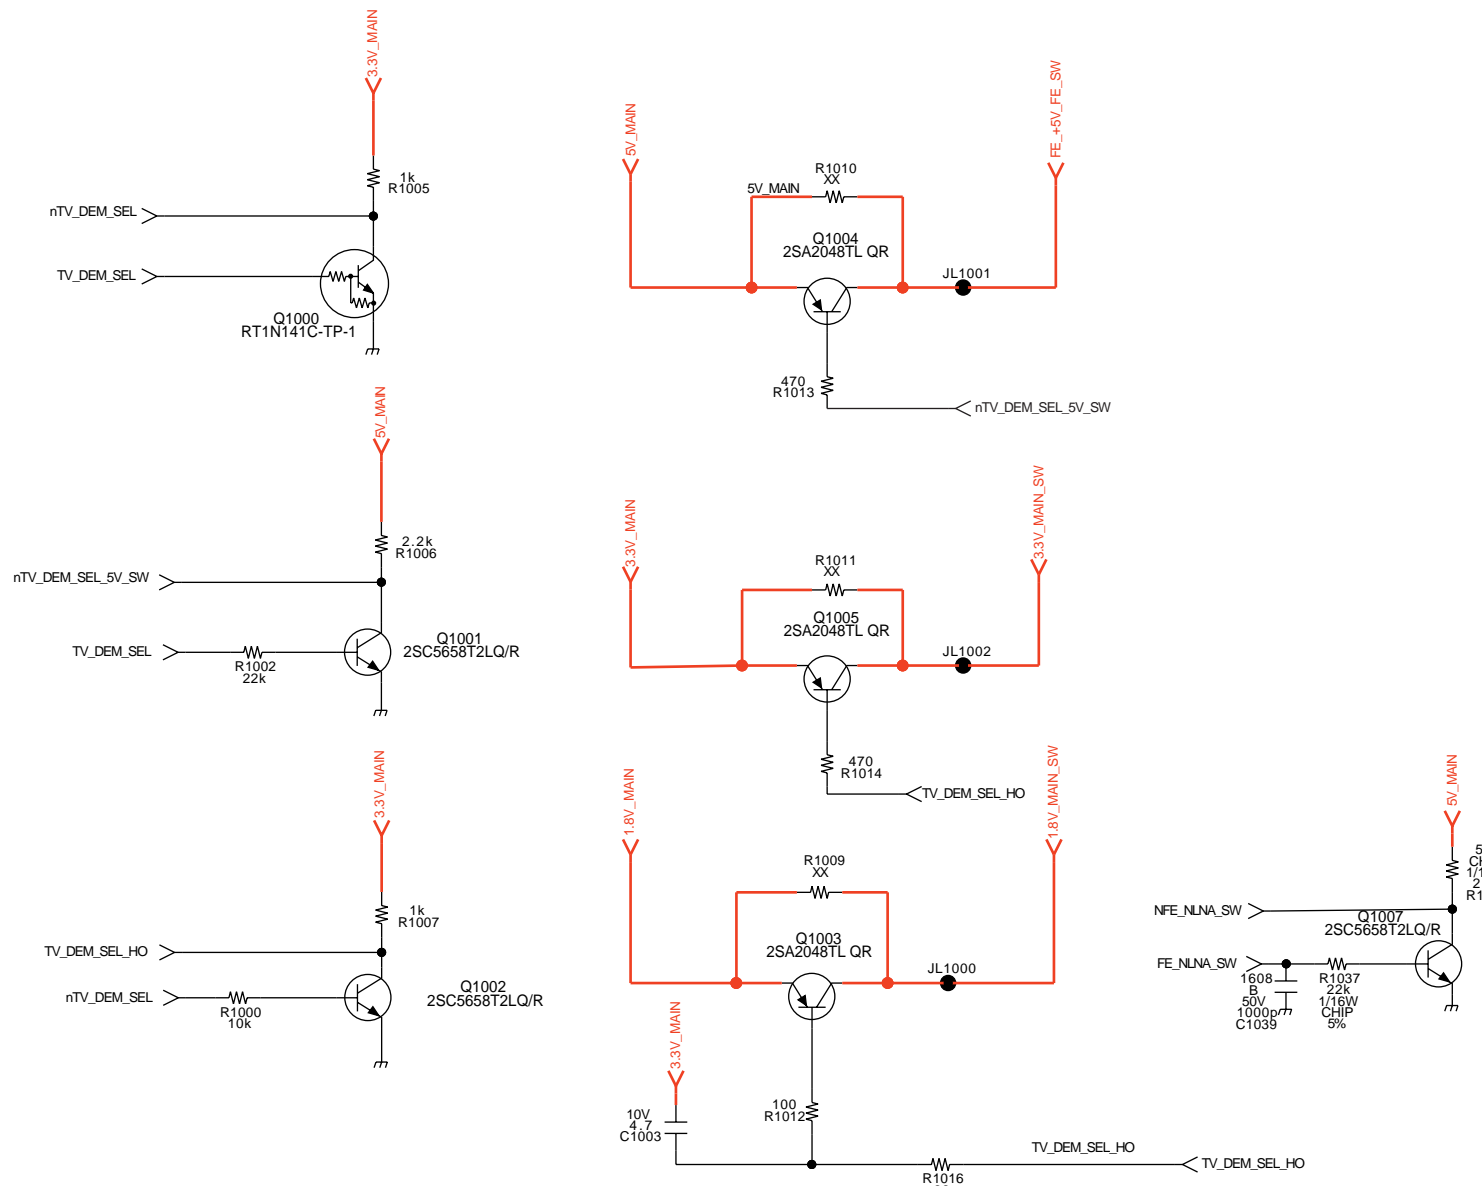 3.3V_MAIN
1k
R1005
nTV_DEM_SEL
TV_DEM_SEL
Q1000
RT1N141C-TP-1
5V_MAIN
2.2k
R1006
nTV_DEM_SEL_5V_SW
TV_DEM_SEL
R1002
22k
Q1001
2SC5658T2LQ/R
3.3V_MAIN
1k
R1007
TV_DEM_SEL_HO
nTV_DEM_SEL
R1000
10k
Q1002
2SC5658T2LQ/R
5V_MAIN
FE_+5V_FE_SW
R1010
XX
5V_MAIN
Q1004
2SA2048TL QR
JL1001
470
R1013
nTV_DEM_SEL_5V_SW
3.3V_MAIN
3.3V_MAIN_SW
R1011
XX
Q1005
2SA2048TL QR
JL1002
470
R1014
TV_DEM_SEL_HO
1.8V_MAIN
1.8V_MAIN_SW
R1009
XX
Q1003
2SA2048TL QR
JL1000
3.3V_MAIN
10V
4.7
C1003
100
R1012
TV_DEM_SEL_HO
R1016
TV_DEM_SEL_HO
5V_MAIN
NFE_NLNA_SW
Q1007
2SC5658T2LQ/R
FE_NLNA_SW
1608
B
50V
1000p
C1039
R1037
22k
1/16W
CHIP
5%